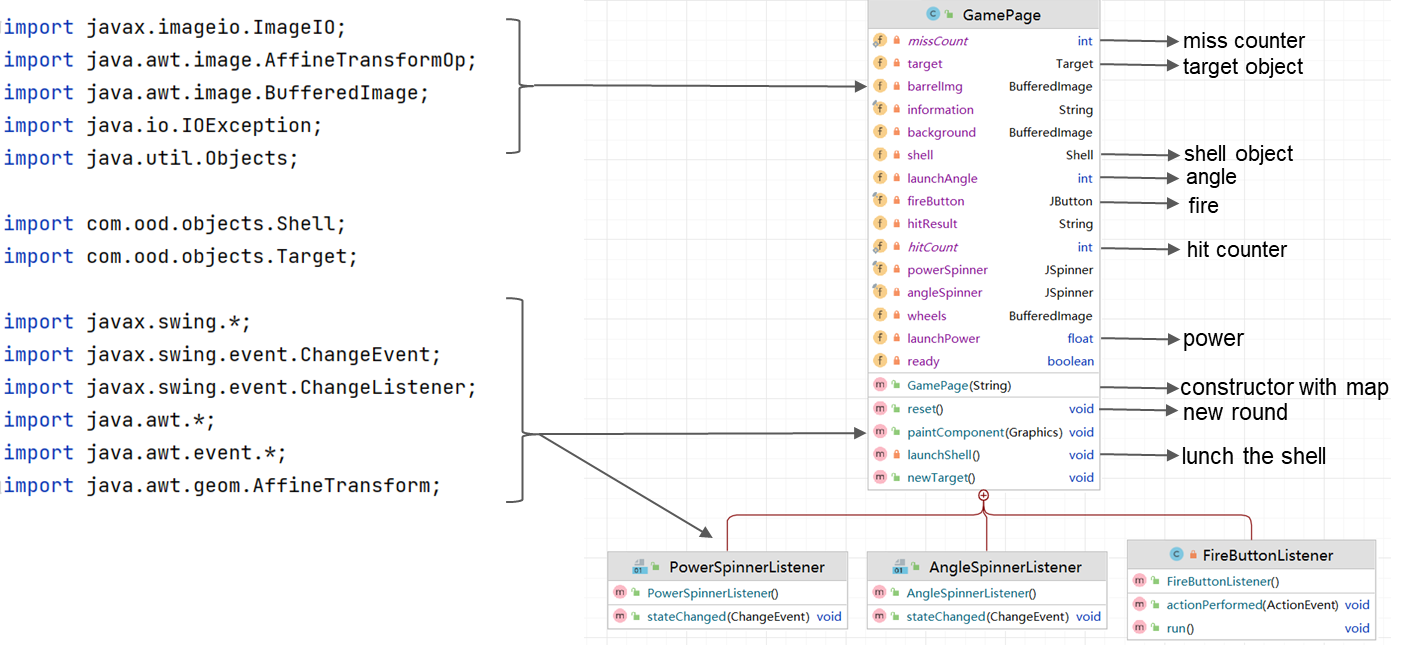 import javax.imageio.ImageIO;
import java.awt.image.AffineTransformOp;
import java.awt.image.BufferedImage;
import java.io.IOException;
import java.util.Objects;
import com.ood.objects.Shell;
import com.ood.objects.Target;
import javax.swing.*;
import javax.swing.event.ChangeEvent;
import javax.swing.event.ChangeListener;
import java.awt.*;
import java.awt.event.*;
import java.awt.geom.AffineTransform;
C GamePage
f missCount int miss counter
f target Target target object
f barrelImg BufferedImage
f information String
f background BufferedImage
f shell Shell shell object
f launchAngle int angle
f fireButton JButton fire
f hitResult String
f hitCount int hit counter
f powerSpinner JSpinner
f angleSpinner JSpinner
f wheels BufferedImage
f launchPower float power
f ready boolean
m GamePage(String) constructor with map
m reset() void new round
m paintComponent(Graphics) void
m launchShell() void lunch the shell
m newTarget() void
01 PowerSpinnerListener
m PowerSpinnerListener()
m stateChanged(ChangeEvent) void
01 AngleSpinnerListener
m AngleSpinnerListener()
m stateChanged(ChangeEvent) void
C FireButtonListener
m FireButtonListener()
m actionPerformed(ActionEvent) void
m run() void